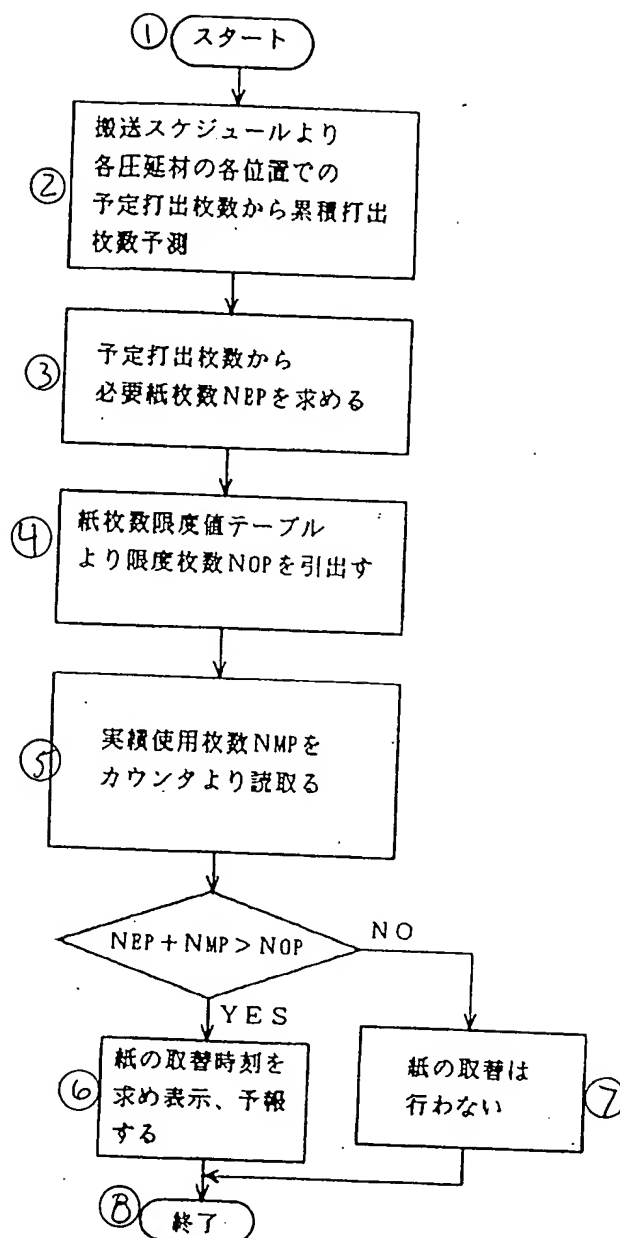 ① スタート
② 搬送スケジュールより
各圧延材の各位置での
予定打出枚数から累積打出
枚数予測
③ 予定打出枚数から
必要紙枚数NEPを求める
④ 紙枚数限度値テーブル
より限度枚数NOPを引出す
⑤ 実績使用枚数NMPを
カウンタより読取る
NEP+NMP>NOP
NO
YES
⑥ 紙の取替時刻を
求め表示、予報
する
紙の取替は
行わない ⑦
⑧ 終了